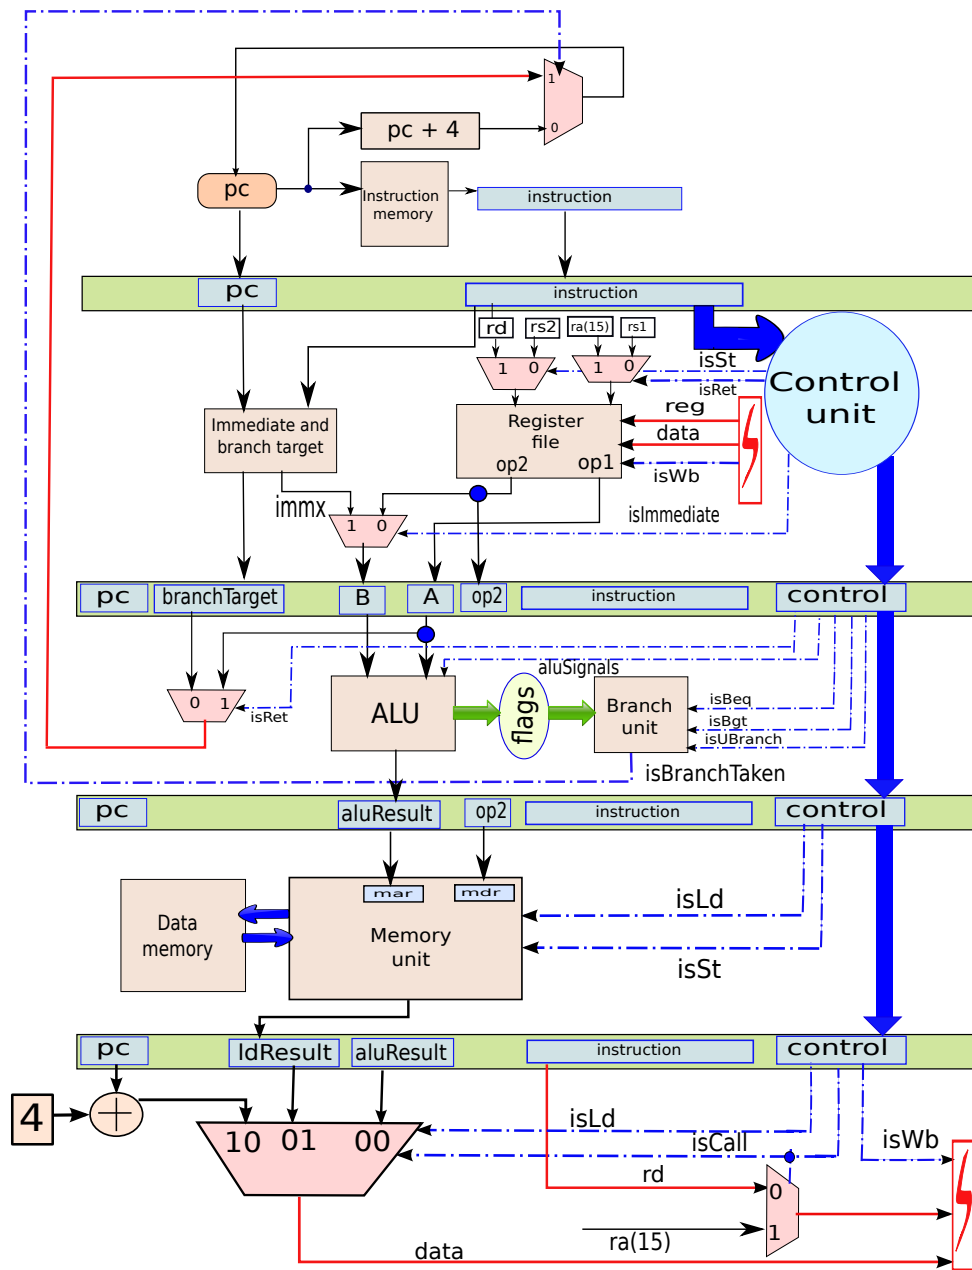 1
pc + 4
0
pc
Instruction
memory
instruction
pc
instruction
rd
rs2
ra(15)
rs1
isSt
1 0
1 0
isRet
Control
unit
Immediate and
branch target
Register
file
reg
data
op2
op1
isWb
immx
1 0
isImmediate
pc
branchTarget
B
A
op2
instruction
control
aluSignals
0 1
isRet
ALU
flags
Branch
unit
isBeq
isBgt
isUBranch
isBranchTaken
pc
aluResult
op2
instruction
control
mar
mdr
isLd
Data
memory
Memory
unit
isSt
pc
ldResult
aluResult
instruction
control
4
10 01 00
isLd
isCall
isWb
rd
0
1
ra(15)
data